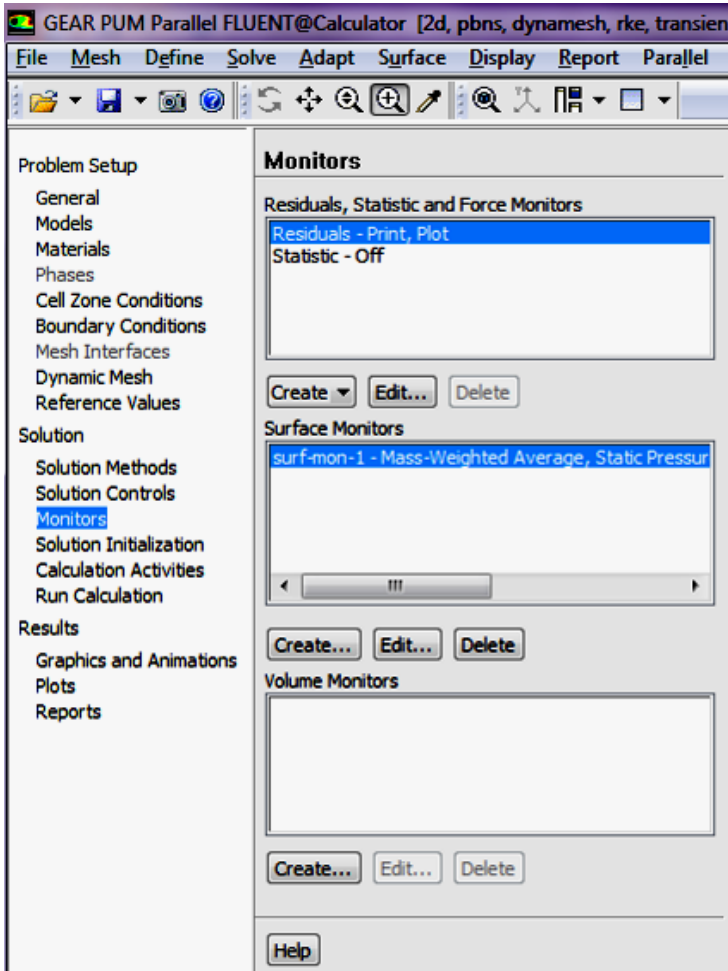 GEAR PUM Parallel FLUENT@Calculator [2d, pbns, dynamesh, rke, transien
File Mesh Define Solve Adapt Surface Display Report Parallel
Problem Setup
General
Models
Materials
Phases
Cell Zone Conditions
Boundary Conditions
Mesh Interfaces
Dynamic Mesh
Reference Values
Solution
Solution Methods
Solution Controls
Monitors
Solution Initialization
Calculation Activities
Run Calculation
Results
Graphics and Animations
Plots
Reports
Monitors
Residuals, Statistic and Force Monitors
Residuals - Print, Plot
Statistic - Off
Create Edit... Delete
Surface Monitors
surf-mon-1 - Mass-Weighted Average, Static Pressur
Create... Edit... Delete
Volume Monitors
Create... Edit... Delete
Help